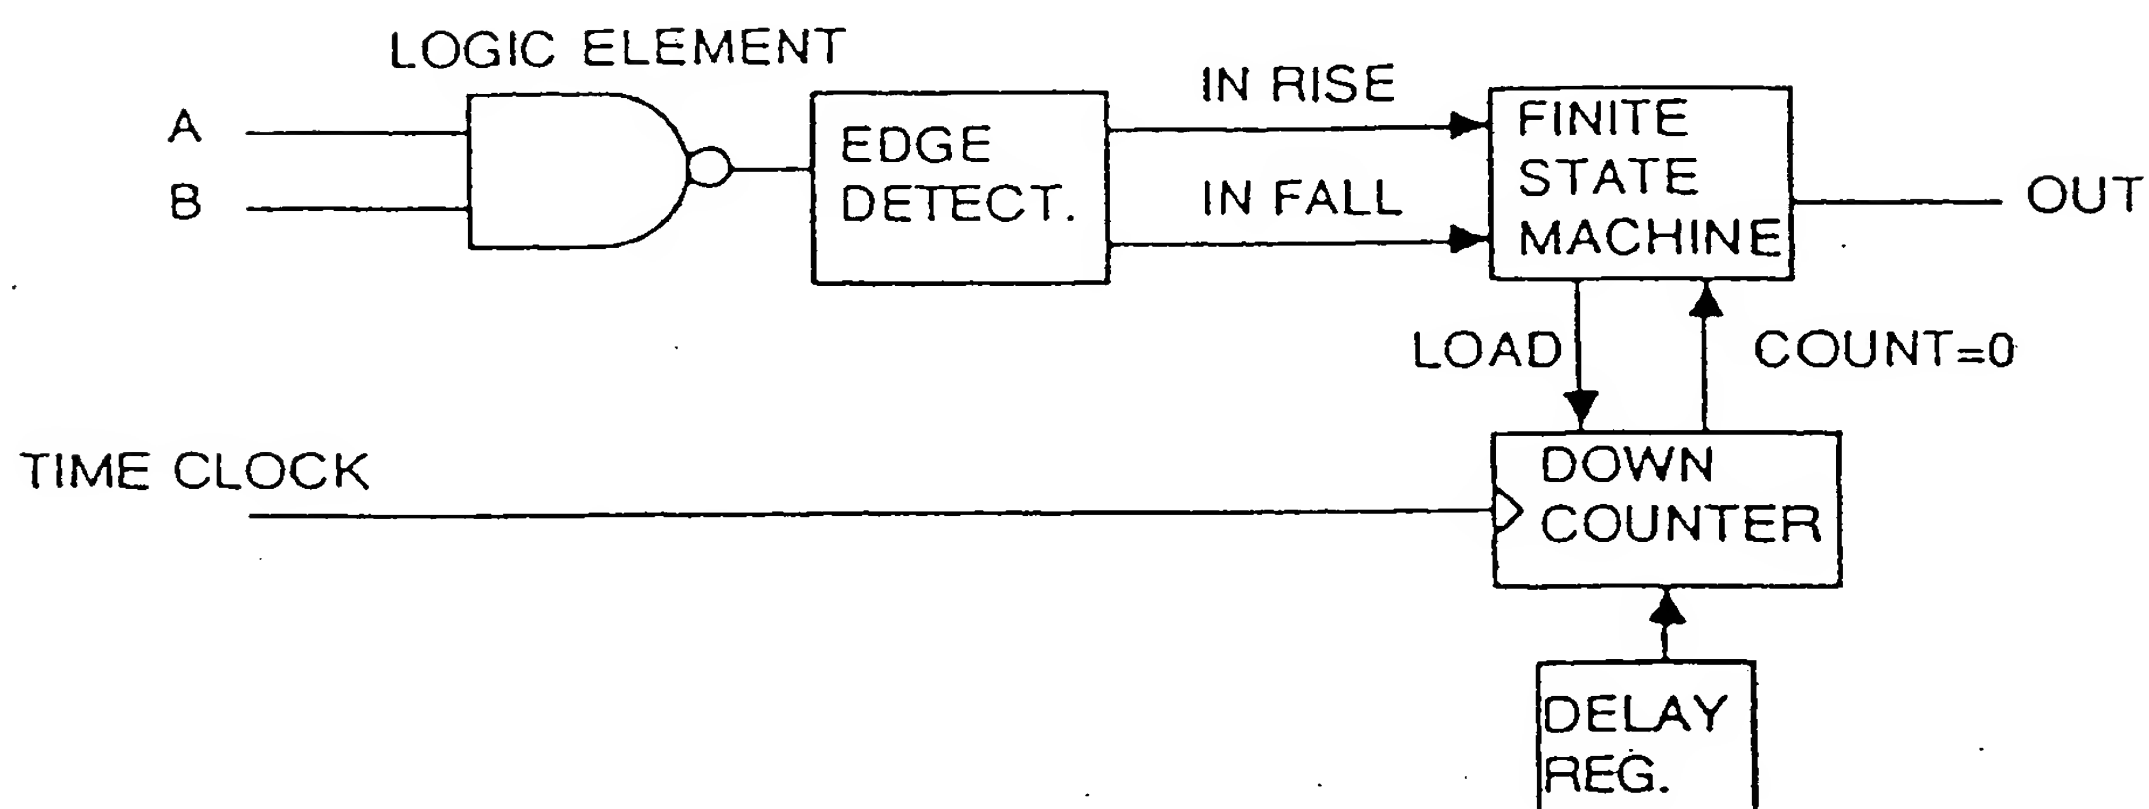 LOGIC ELEMENT
A
B
EDGE
DETECT.
IN RISE
IN FALL
FINITE
STATE
MACHINE
OUT
LOAD
COUNT=0
TIME CLOCK
DOWN
COUNTER
DELAY
REG.